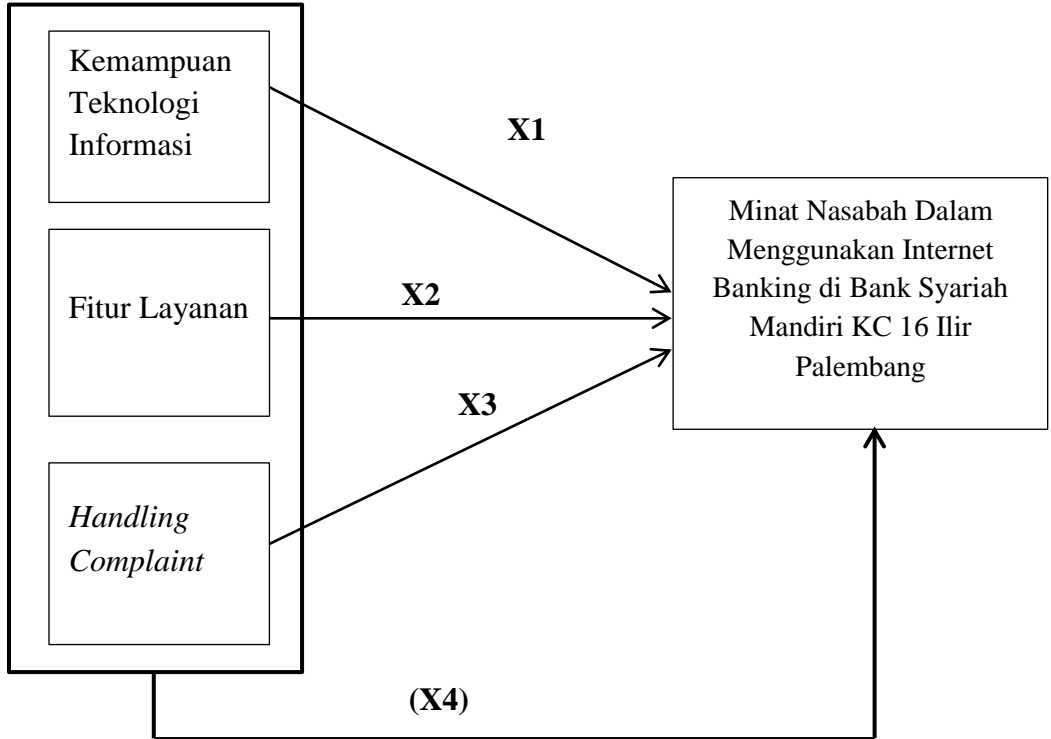 Kemampuan
Teknologi
Informasi
X1
Minat Nasabah Dalam
Menggunakan Internet
Banking di Bank Syariah
Mandiri KC 16 Ilir
Palembang
Fitur Layanan
X2
X3
Handling
Complaint
(X4)